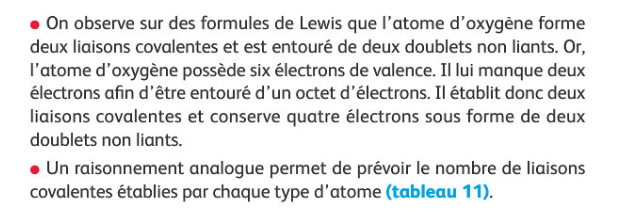 • On observe sur des formules de Lewis que l'atome d'oxygène forme
deux liaisons covalentes et est entouré de deux doublets non liants. Or,
l'atome d'oxygène possède six électrons de valence. Il lui manque deux
électrons afin d'être entouré d'un octet d'électrons. Il établit donc deux
liaisons covalentes et conserve quatre électrons sous forme de deux
doublets non liants.
• Un raisonnement analogue permet de prévoir le nombre de liaisons
covalentes établies par chaque type d'atome (tableau 11).